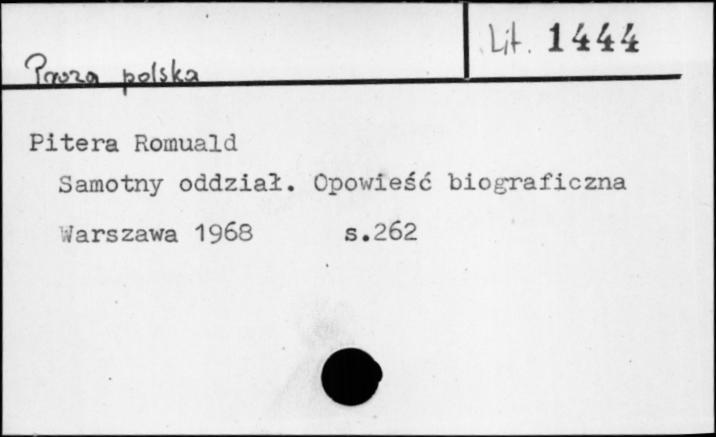 Lit. 1444
Proza polska
Pitera Romuald
Samotny oddział. Opowieść biograficzna
Warszawa 1968 s.262